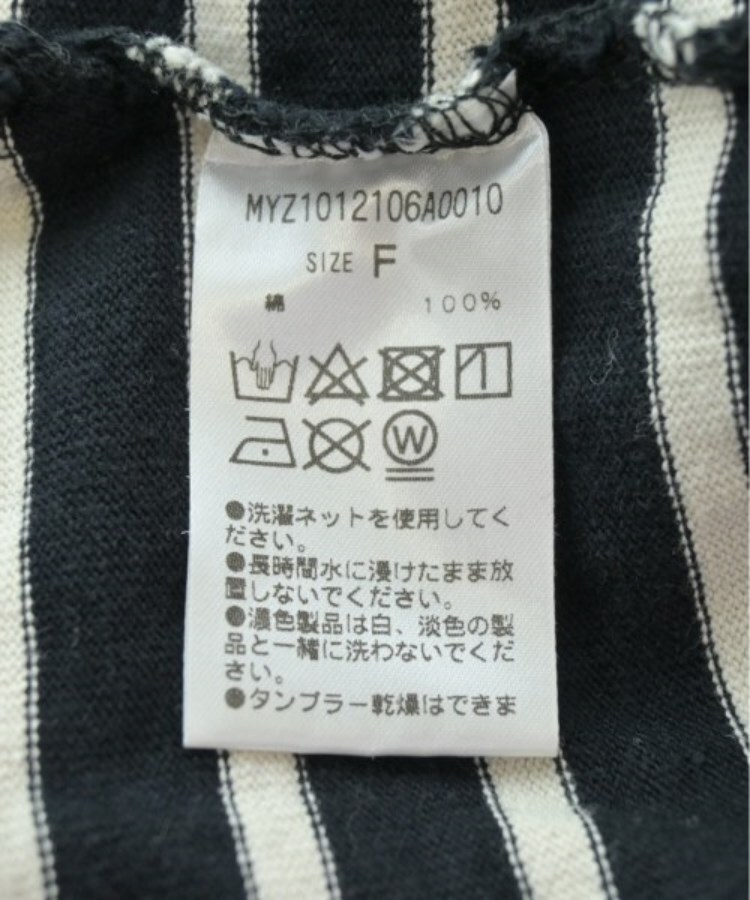 MYZ1012106A0010
SIZE F
綿 100%
W
●洗濯ネットを使用してく
ださい。
●長時間水に浸けたまま放
置しないでください。
●濃色製品は白、淡色の製
品と一緒に洗わないでくだ
さい。
●タンブラー乾燥はできま